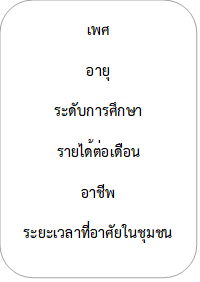 เพศ
อายุ
ระดับการศึกษา
รายได้ต่อเดือน
อาชีพ
ระยะเวลาที่อาศัยในชุมชน